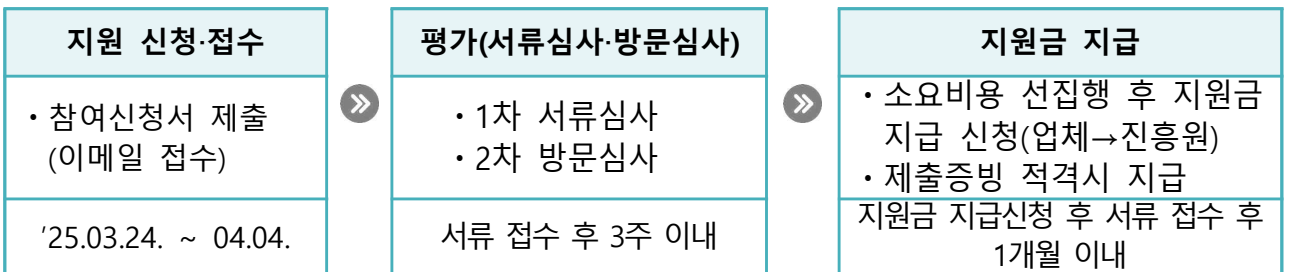 지원 신청·접수
・참여신청서 제출
(이메일 접수)
'25.03.24. ~ 04.04.
평가(서류심사·방문심사)
・1차 서류심사
・2차 방문심사
서류 접수 후 3주 이내
지원금 지급
・소요비용 선집행 후 지원금
지급 신청(업체→진흥원)
・제출증빙 적격시 지급
지원금 지급신청 후 서류 접수 후
1개월 이내